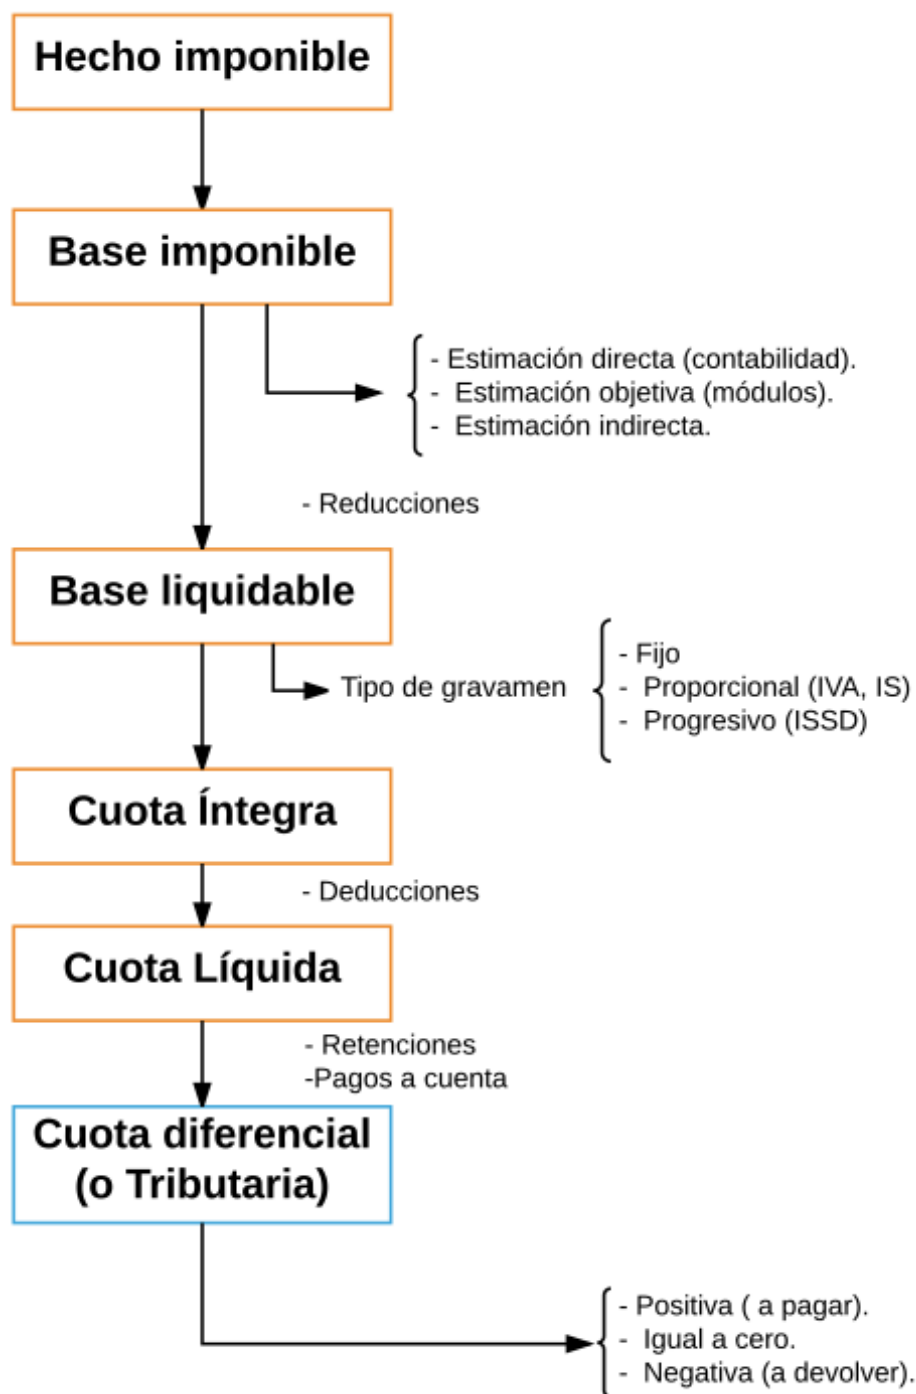 Hecho imponible
Base imponible
- Estimación directa (contabilidad).
- Estimación objetiva (módulos).
- Estimación indirecta.
- Reducciones
Base liquidable
Tipo de gravamen
- Fijo
- Proporcional (IVA, IS)
- Progresivo (ISSD)
Cuota Íntegra
- Deducciones
Cuota Líquida
- Retenciones
-Pagos a cuenta
Cuota diferencial
(o Tributaria)
- Positiva ( a pagar).
- Igual a cero.
- Negativa (a devolver).